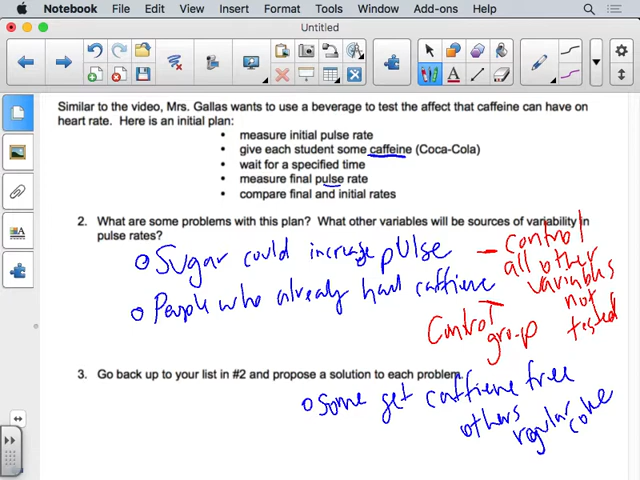 Notebook File Edit View Insert Format Tools Add-ons Window Help
Untitled
Similar to the video, Mrs. Gallas wants to use a beverage to test the affect that caffeine can have on
heart rate. Here is an initial plan:
• measure initial pulse rate
• give each student some caffeine (Coca-Cola)
• wait for a specified time
• measure final pulse rate
• compare final and initial rates
2. What are some problems with this plan? What other variables will be sources of variability in
pulse rates?
Sugar could increase pulse
People who already had caffiene
- control
all other
variables
not
tested
Control
group
3. Go back up to your list in #2 and propose a solution to each problem.
Some get caffiene free
others
regular
coke